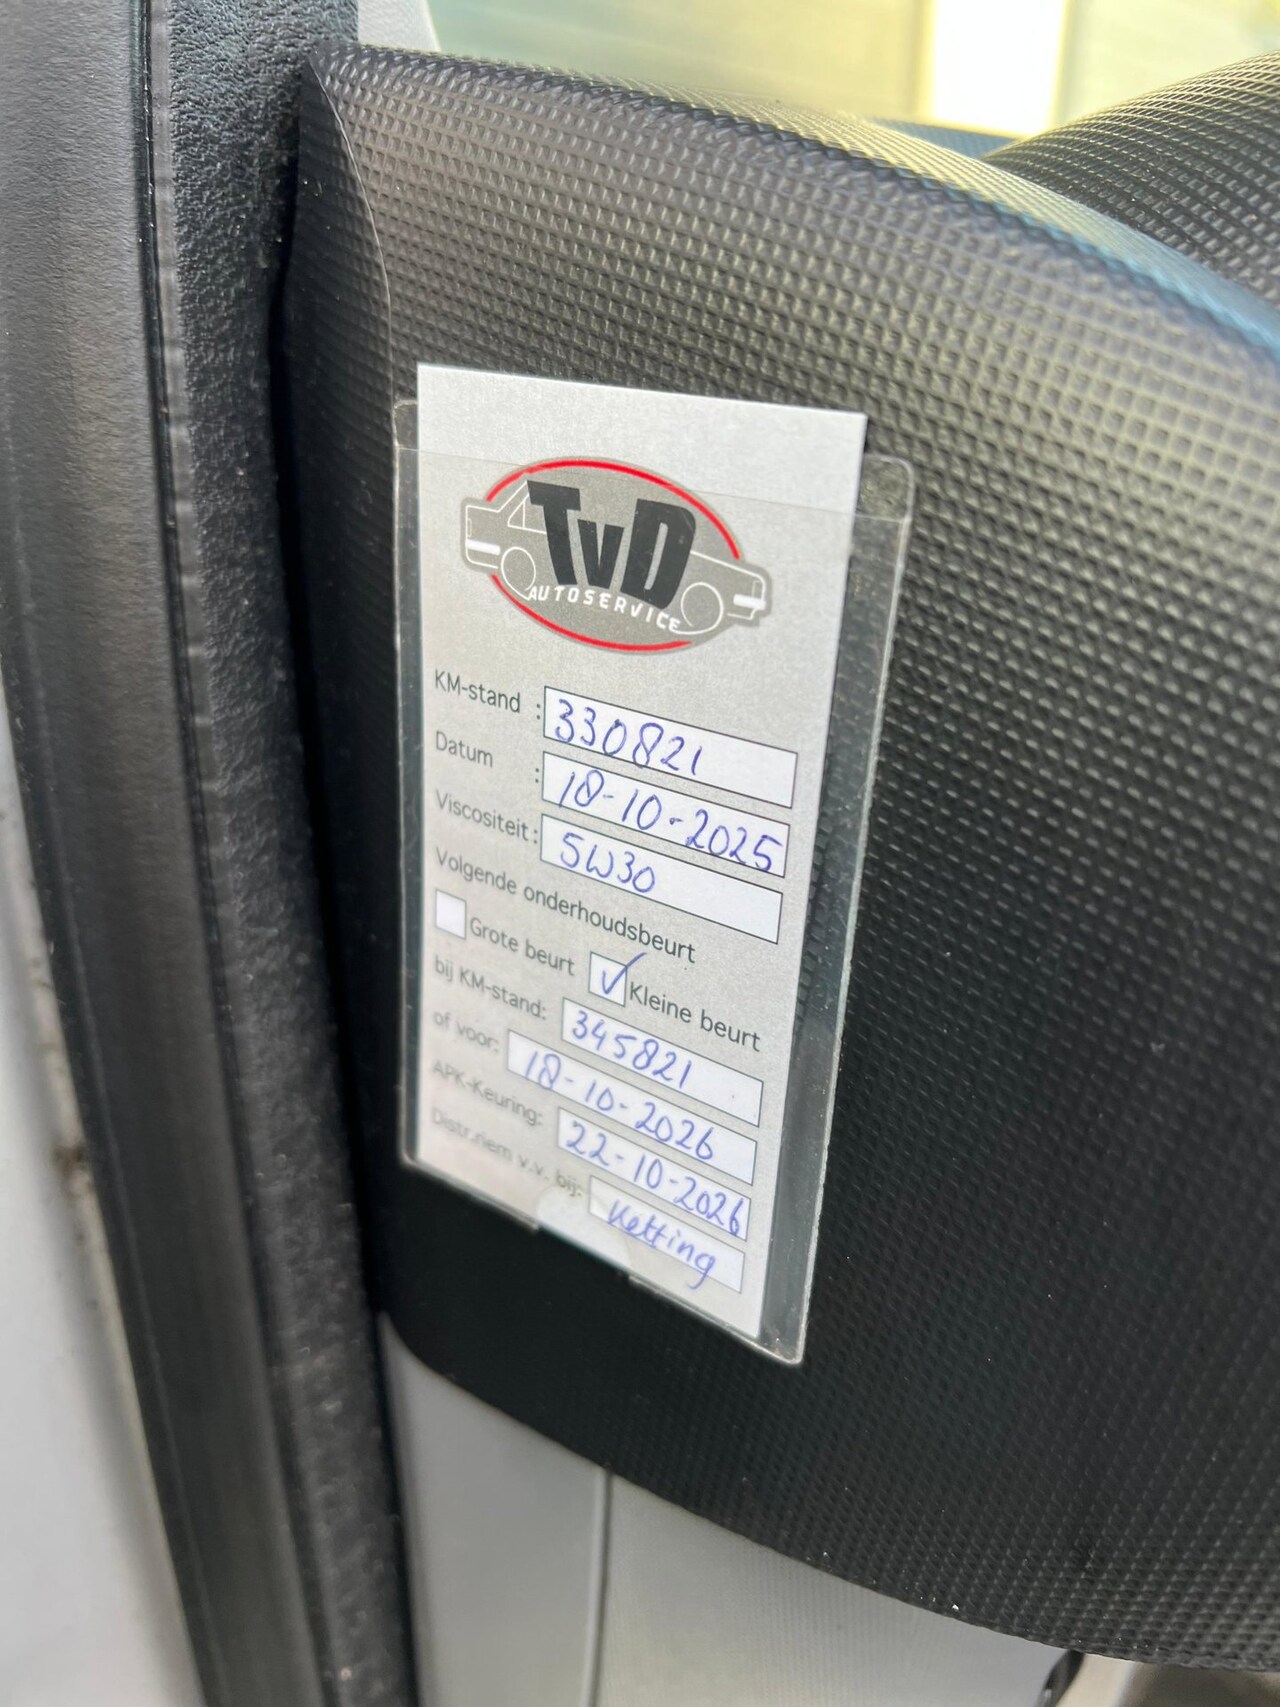 TvD
AUTOSERVICE
KM-stand : 330821
Datum : 18-10-2025
Viscositeit: 5W30
Volgende onderhoudsbeurt
Grote beurt ✓ Kleine beurt
bij KM-stand: 345821
of voor: 18-10-2026
APK-Keuring: 22-10-2026
Distr.riem v.v. bij: Ketting